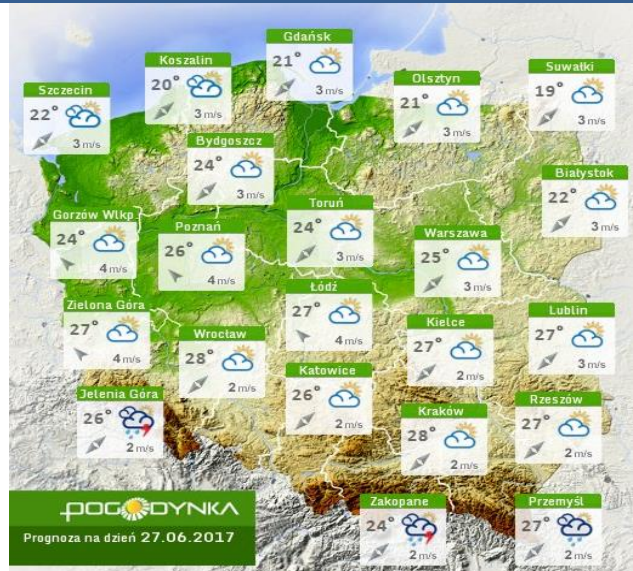 Gdańsk
21°
3 m/s
Koszalin
20°
3 m/s
Suwałki
19°
3 m/s
Olsztyn
21°
3 m/s
Szczecin
22°
3 m/s
Bydgoszcz
24°
3 m/s
Białystok
22°
3 m/s
Toruń
24°
3 m/s
Gorzów Wlkp
24°
4 m/s
Poznań
26°
4 m/s
Warszawa
25°
3 m/s
Łódź
27°
4 m/s
Zielona Góra
27°
4 m/s
Lublin
27°
3 m/s
Kielce
27°
2 m/s
Wrocław
28°
2 m/s
Katowice
26°
2 m/s
Jelenia Góra
26°
2 m/s
Rzeszów
27°
2 m/s
Kraków
28°
2 m/s
Zakopane
24°
2 m/s
Przemyśl
27°
2 m/s
POGODYNKA
Prognoza na dzień 27.06.2017